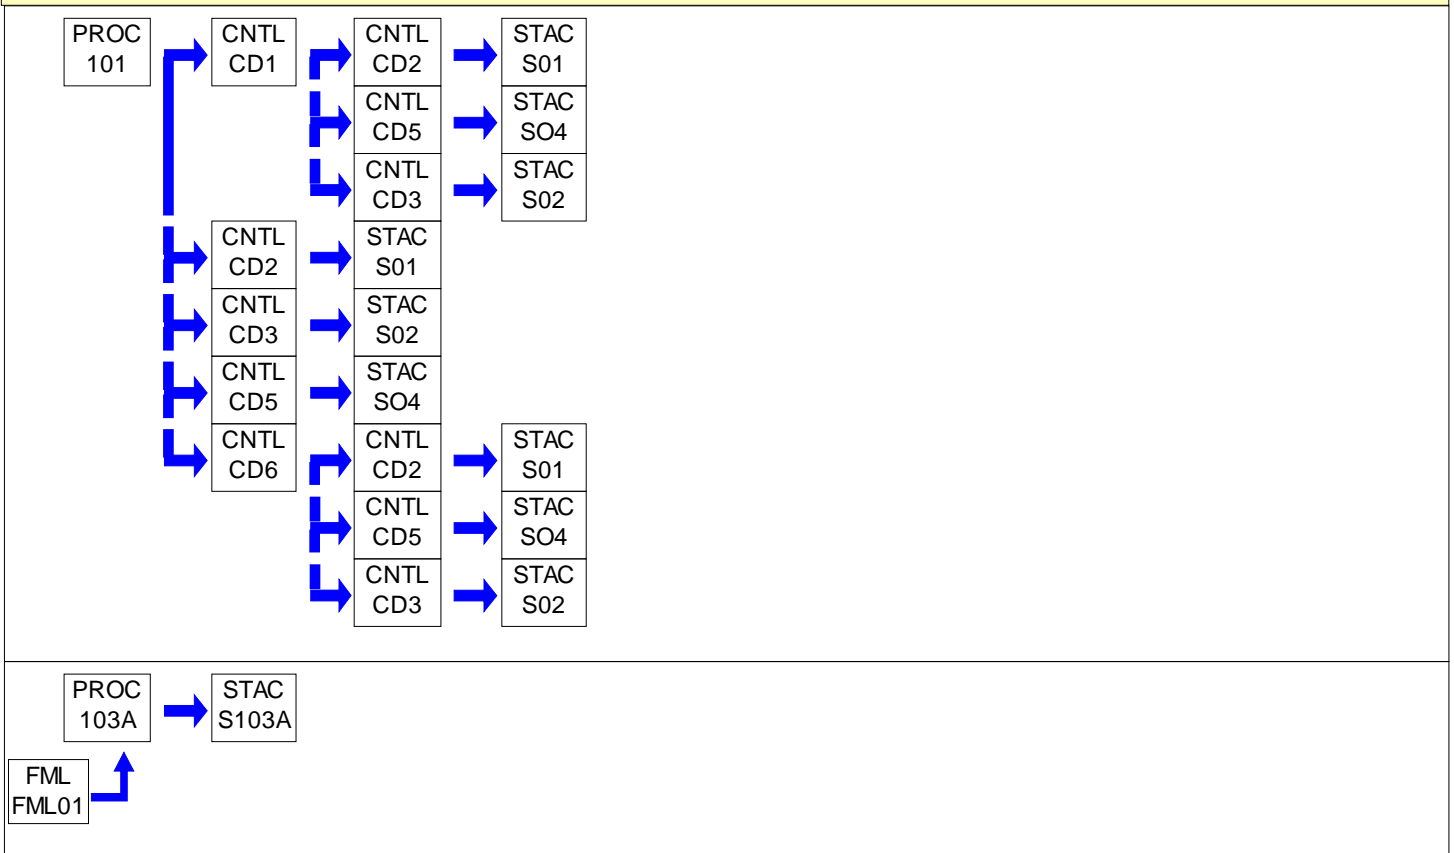 PROC
101
CNTL
CD1
CNTL
CD2
STAC
S01
CNTL
CD5
STAC
SO4
CNTL
CD3
STAC
S02
CNTL
CD2
STAC
S01
CNTL
CD3
STAC
S02
CNTL
CD5
STAC
SO4
CNTL
CD6
CNTL
CD2
STAC
S01
CNTL
CD5
STAC
SO4
CNTL
CD3
STAC
S02
PROC
103A
STAC
S103A
FML
FML01